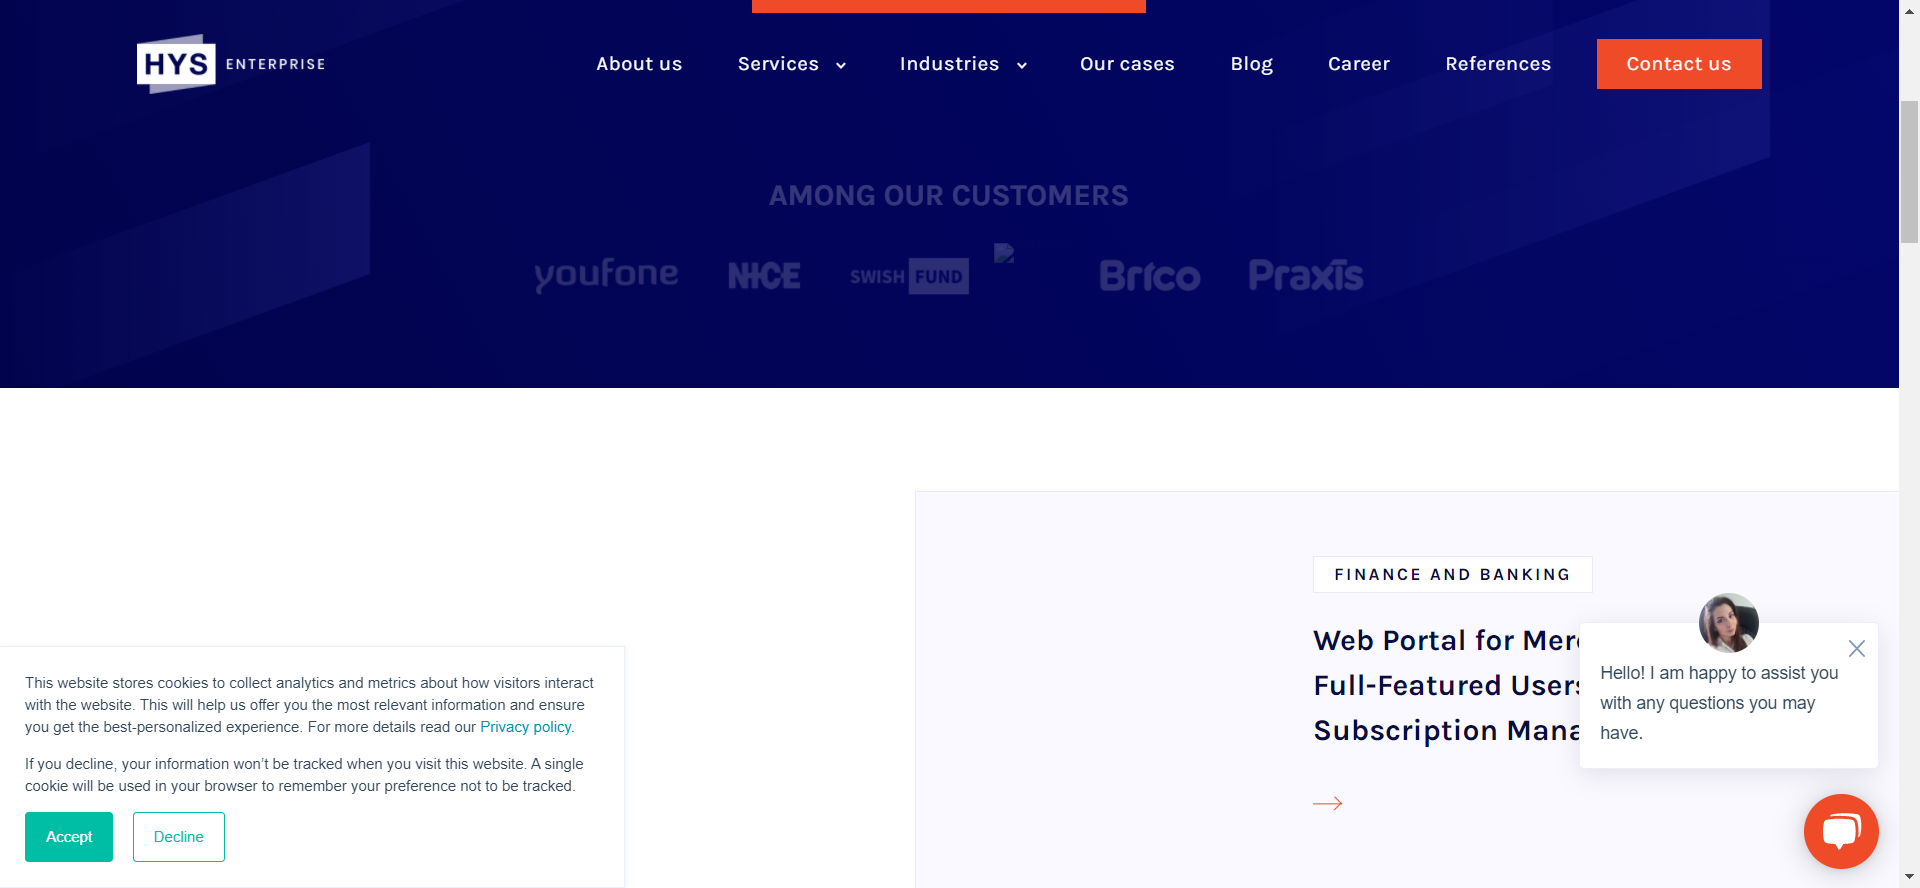 HYS ENTERPRISE
About us Services Industries Our cases Blog Career References Contact us
AMONG OUR CUSTOMERS
youfone NICE SWISH FUND Brico Praxis
FINANCE AND BANKING
Web Portal for Mer
Full-Featured Users
Subscription Mana
Hello! I am happy to assist you
with any questions you may
have.
This website stores cookies to collect analytics and metrics about how visitors interact
with the website. This will help us offer you the most relevant information and ensure
you get the best-personalized experience. For more details read our Privacy policy.
If you decline, your information won’t be tracked when you visit this website. A single
cookie will be used in your browser to remember your preference not to be tracked.
Accept Decline